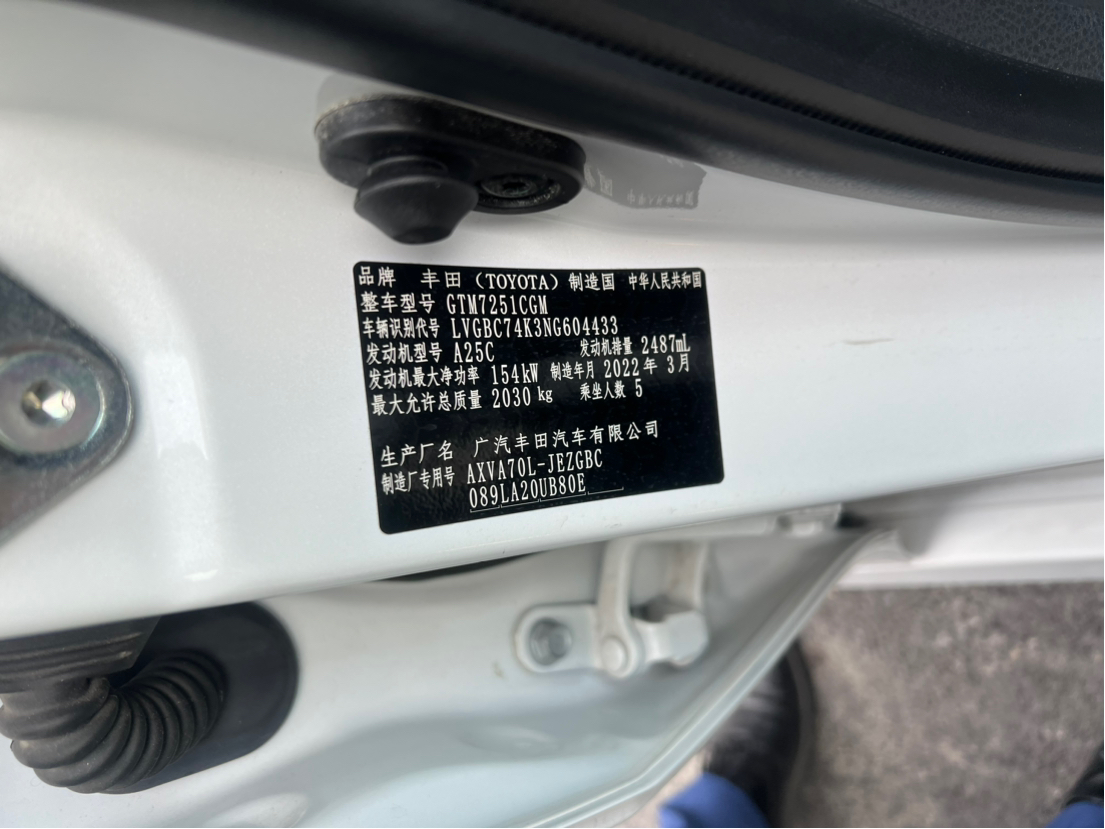 品牌 丰田（TOYOTA）制造国 中华人民共和国
整车型号 GTM7251CGM
车辆识别代号 LVGBC74K3NG604433
发动机型号 A25C 发动机排量 2487mL
发动机最大净功率 154kW 制造年月 2022年 3月
最大允许总质量 2030 kg 乘坐人数 5
生产厂名 广汽丰田汽车有限公司
制造厂专用号 AXVA70L-JEZGBC
089LA20UB80E